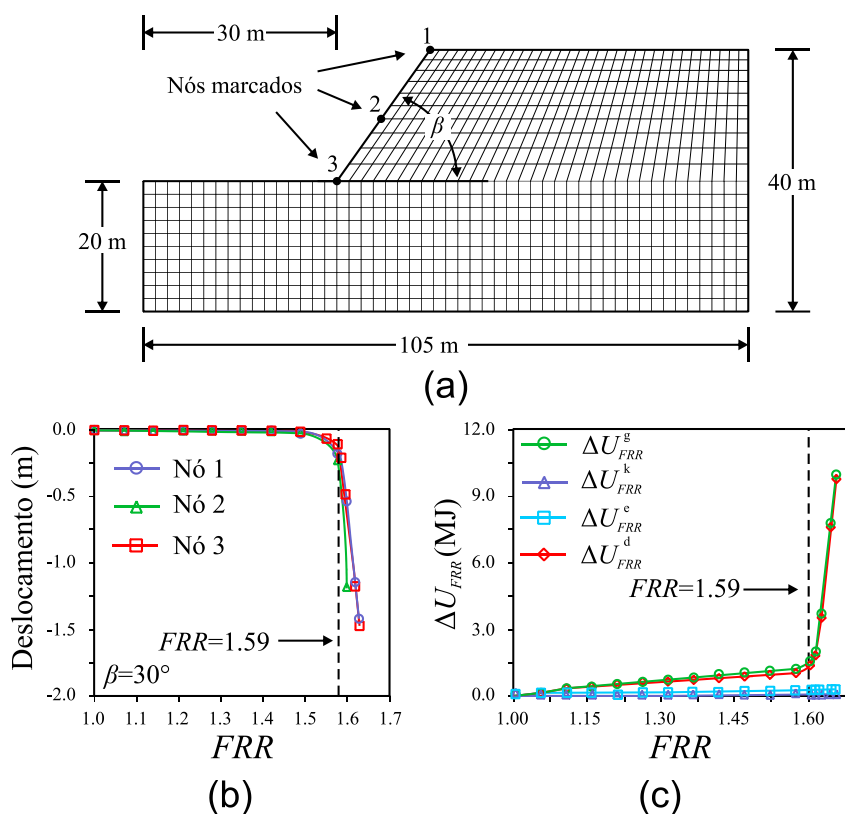 30 m
1
Nós marcados
2
β
3
40 m
20 m
105 m
(a)
0.0
-0.5
-1.0
-1.5
-2.0
Deslocamento (m)
Nó 1
Nó 2
Nó 3
FRR=1.59
β=30°
1.0 1.1 1.2 1.3 1.4 1.5 1.6 1.7
FRR
(b)
12.0
9.0
6.0
3.0
0.0
ΔU_FRR (MJ)
ΔU^g_FRR
ΔU^k_FRR
ΔU^e_FRR
ΔU^d_FRR
FRR=1.59
1.00 1.15 1.30 1.45 1.60
FRR
(c)